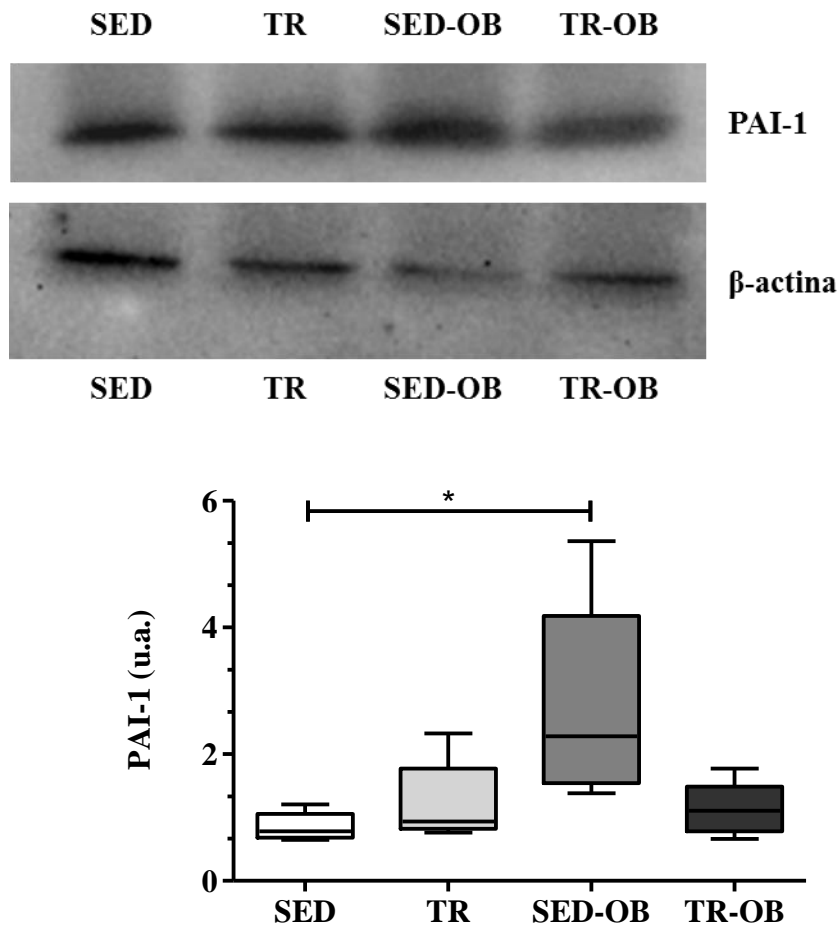 SED TR SED-OB TR-OB
PAI-1
β-actina
SED TR SED-OB TR-OB
*
6
4
2
0
PAI-1 (u.a.)
SED TR SED-OB TR-OB